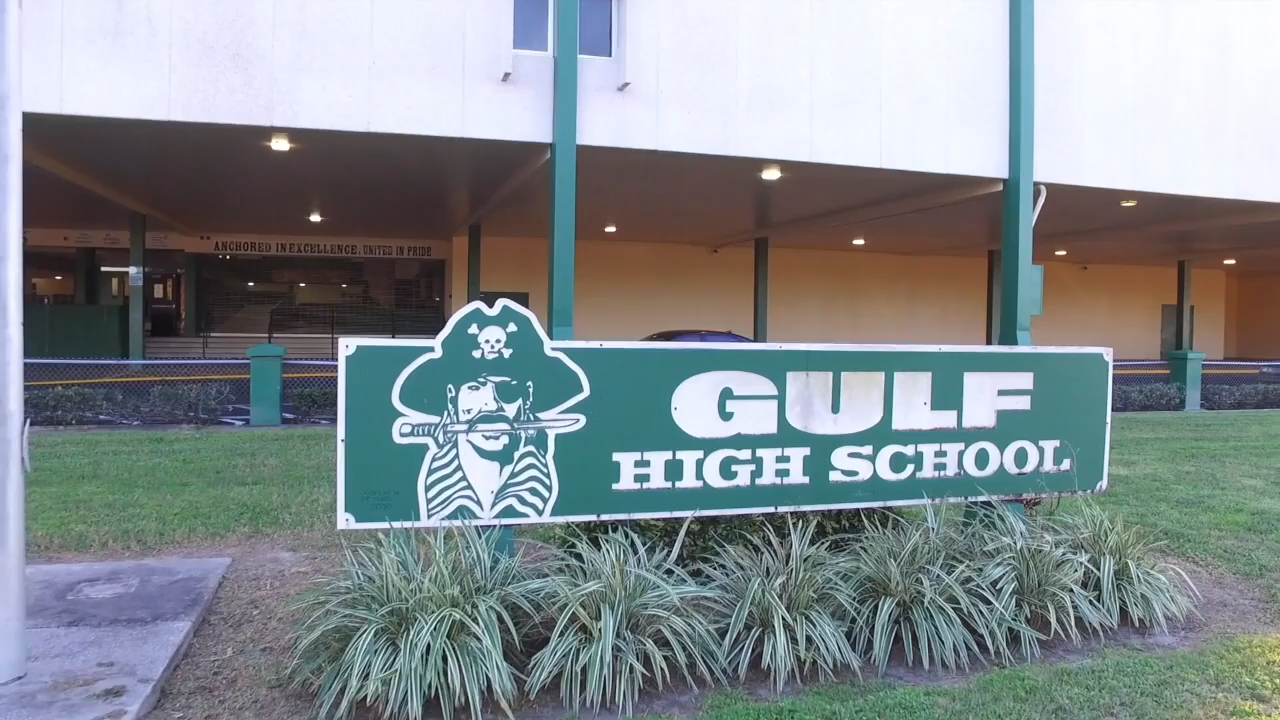 ANCHORED IN EXCELLENCE, UNITED IN PRIDE
GULF
HIGH SCHOOL